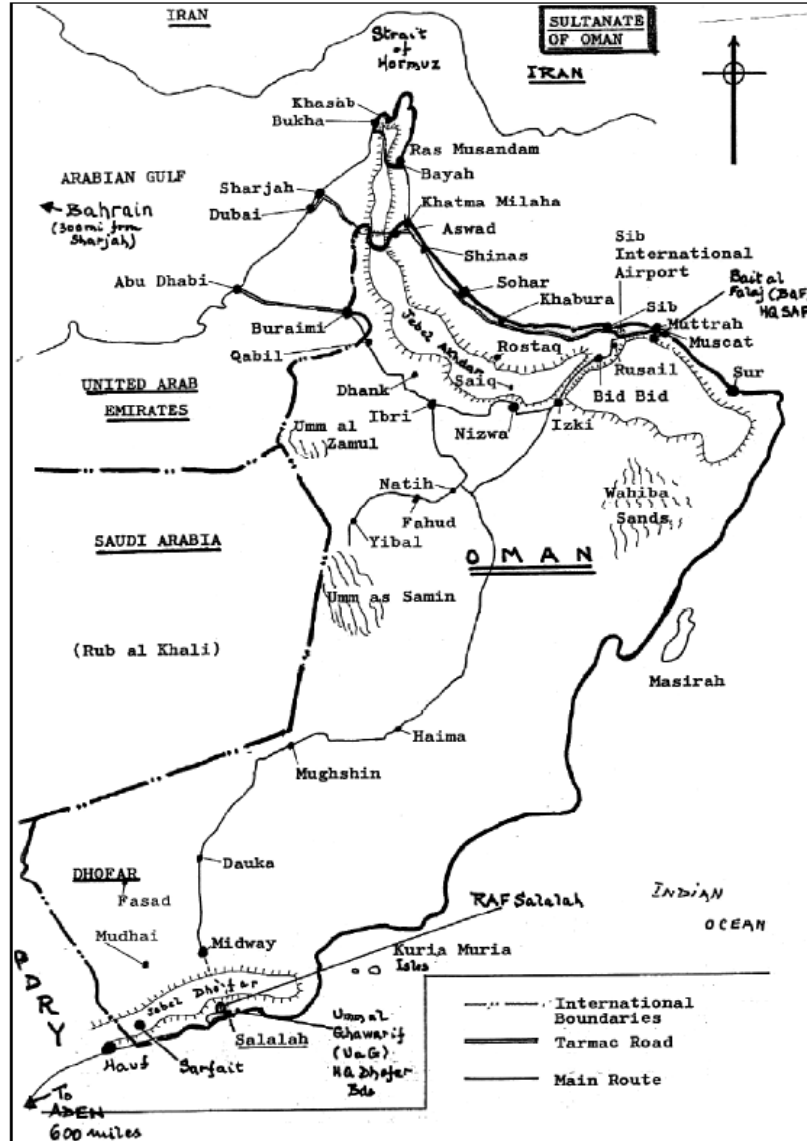 IRAN
SULTANATE
OF OMAN
Strait
of
Hormuz
IRAN
Khasab
Bukha
Ras Musandam
Bayah
ARABIAN GULF
Sharjah
Bahrain
(300mi from
Sharjah)
Dubai
Khatma Milaha
Aswad
Shinas
Sib
International
Airport
Abu Dhabi
Sohar
Khabura
Sib
Bait al
Falaj (BAF)
HQ SAF
Muttrah
Muscat
Buraimi
Jebel Akhdar
Rostaq
Qabil
Rusail
Sur
UNITED ARAB
EMIRATES
Dhank
Saiq
Bid Bid
Ibri
Nizwa
Izki
Umm al
Zamul
Natih
Fahud
Wahiba
Sands
SAUDI ARABIA
Yibal
OMAN
Umm as Samin
(Rub al Khali)
Masirah
Haima
Mughshin
Dauka
DHOFAR
Fasad
RAF Salalah
INDIAN
OCEAN
Mudhai
Midway
Kuria Muria
Isles
PDRY
Jebel Dhofar
International
Boundaries
Umm al
Ghawarif
(UaG)
HQ Dhofar
Bde
Salalah
Tarmac Road
Hauf
Sarfait
Main Route
To
ADEN
600 miles